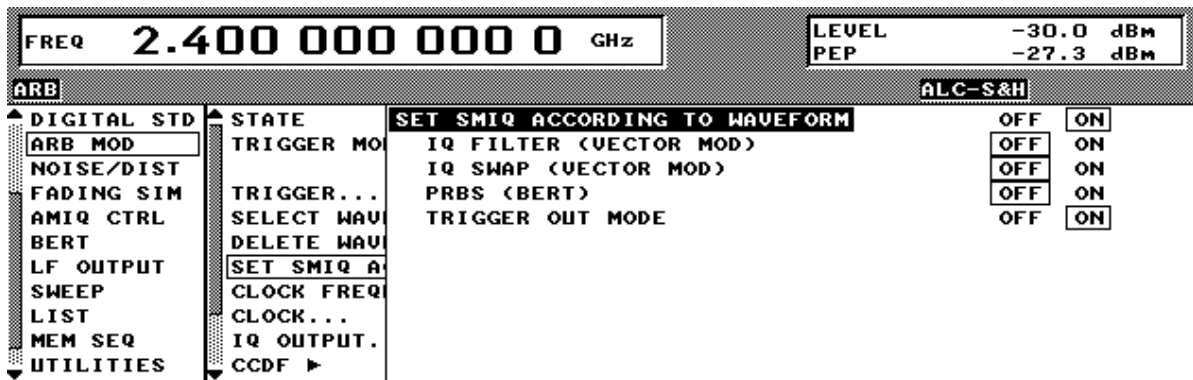 FREQ 2.400 000 000 0 GHz
LEVEL -30.0 dBm
PEP -27.3 dBm
ARB
ALC-S&H
DIGITAL STD
ARB MOD
NOISE/DIST
FADING SIM
AMIQ CTRL
BERT
LF OUTPUT
SWEEP
LIST
MEM SEQ
UTILITIES
STATE
TRIGGER MO
TRIGGER...
SELECT WAV
DELETE WAV
SET SMIQ A
CLOCK FREQ
CLOCK...
IQ OUTPUT.
CCDF ▶
SET SMIQ ACCORDING TO WAVEFORM OFF ON
IQ FILTER (VECTOR MOD) OFF ON
IQ SWAP (VECTOR MOD) OFF ON
PRBS (BERT) OFF ON
TRIGGER OUT MODE OFF ON